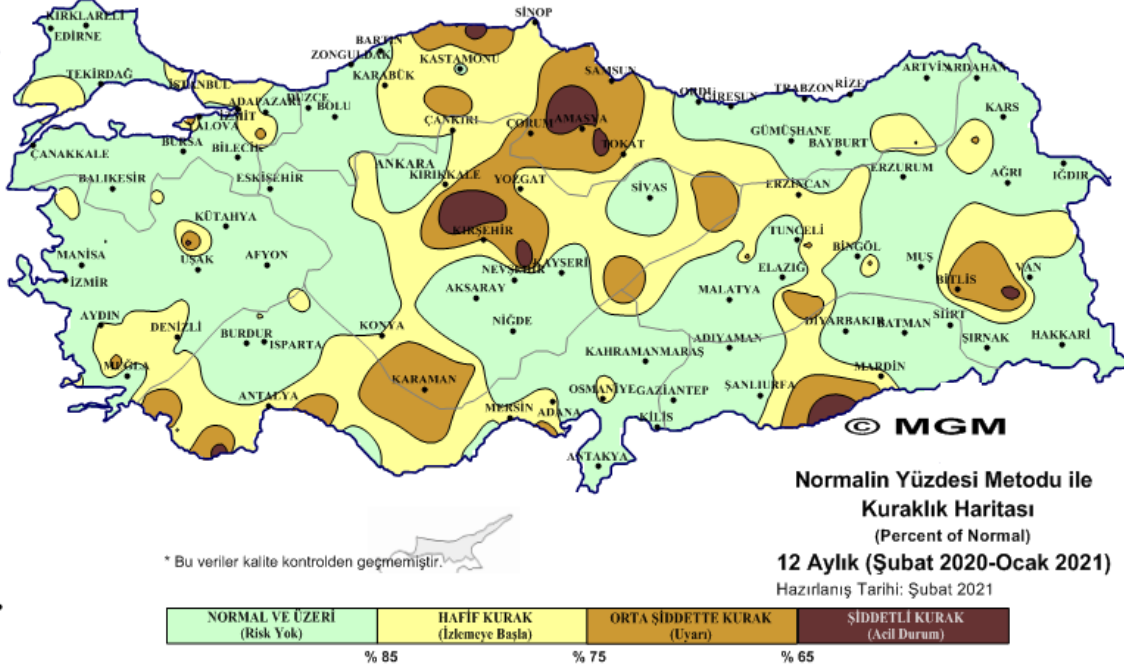 SİNOP
KIRKLARELİ
EDİRNE
BARTIN
ZONGULDAK
KASTAMONU
TEKİRDAĞ
KARABÜK
SAMSUN
ARTVİN
ARDAHAN
İSTANBUL
DÜZCE
ORDU
GİRESUN
TRABZON
RİZE
ADAPAZARI
BOLU
KARS
İZMİT
YALOVA
ÇANKIRI
ÇORUM
AMASYA
GÜMÜŞHANE
BURSA
BİLECİK
TOKAT
BAYBURT
ÇANAKKALE
ANKARA
KIRIKKALE
ERZURUM
IĞDIR
BALIKESİR
ESKİŞEHİR
YOZGAT
SİVAS
ERZİNCAN
AĞRI
KÜTAHYA
KIRŞEHİR
TUNCELİ
BİNGÖL
MANİSA
UŞAK
AFYON
KAYSERİ
NEVŞEHİR
ELAZIĞ
MUŞ
VAN
İZMİR
AKSARAY
MALATYA
BİTLİS
AYDIN
DENİZLİ
BURDUR
ISPARTA
KONYA
NİĞDE
ADIYAMAN
DİYARBAKIR
BATMAN
SİİRT
ŞIRNAK
HAKKARİ
KAHRAMANMARAŞ
MUĞLA
KARAMAN
OSMANİYE
GAZİANTEP
ŞANLIURFA
MARDİN
ANTALYA
MERSİN
ADANA
KİLİS
ANTAKYA
© MGM
Normalin Yüzdesi Metodu ile
Kuraklık Haritası
(Percent of Normal)
12 Aylık (Şubat 2020-Ocak 2021)
Hazırlanış Tarihi: Şubat 2021
* Bu veriler kalite kontrolden geçmemiştir.
NORMAL VE ÜZERİ HAFİF KURAK ORTA ŞİDDETTE KURAK ŞİDDETLİ KURAK
(Risk Yok) (İzlemeye Başla) (Uyarı) (Acil Durum)
% 85 % 75 % 65